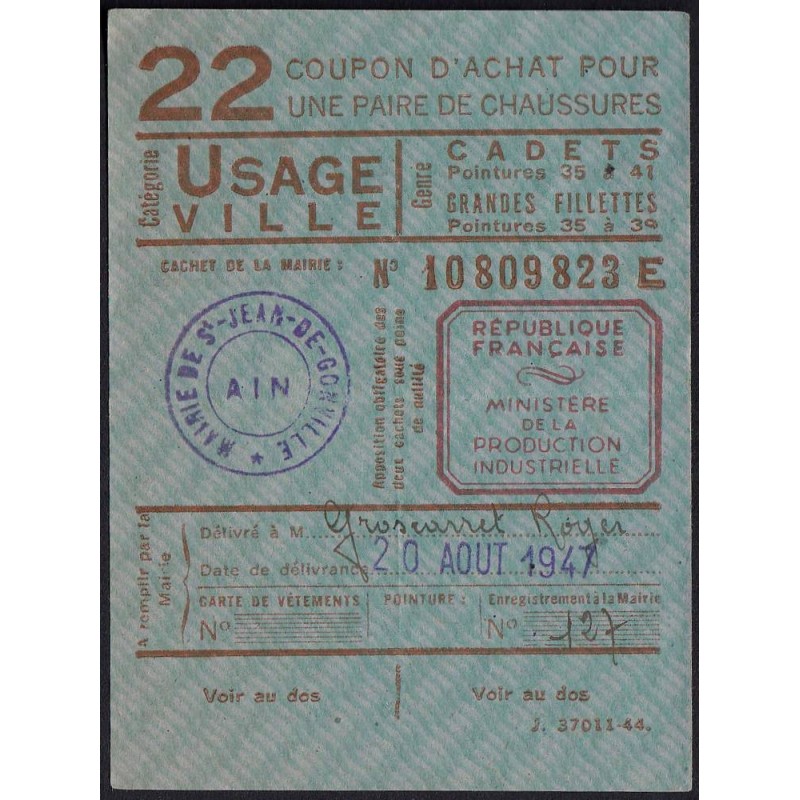 22 COUPON D'ACHAT POUR
UNE PAIRE DE CHAUSSURES
Catégorie
USAGE
VILLE
Genre
CADETS
Pointures 35 à 41
GRANDES FILLETTES
Pointures 35 à 39
CACHET DE LA MAIRIE :
No 10809823 E
MAIRIE DE St-JEAN-DE-GONVILLE *
AIN
Apposition obligatoire des
deux cachets sous peine
de nullité
RÉPUBLIQUE
FRANÇAISE
MINISTÈRE
DE LA
PRODUCTION
INDUSTRIELLE
A remplir par la
Mairie
Délivré à M. Groscarret Roger
Date de délivrance 20 AOUT 1947
CARTE DE VÊTEMENTS
No
POINTURE :
Enregistrement à la Mairie
No 127
Voir au dos
Voir au dos
J. 37011-44.